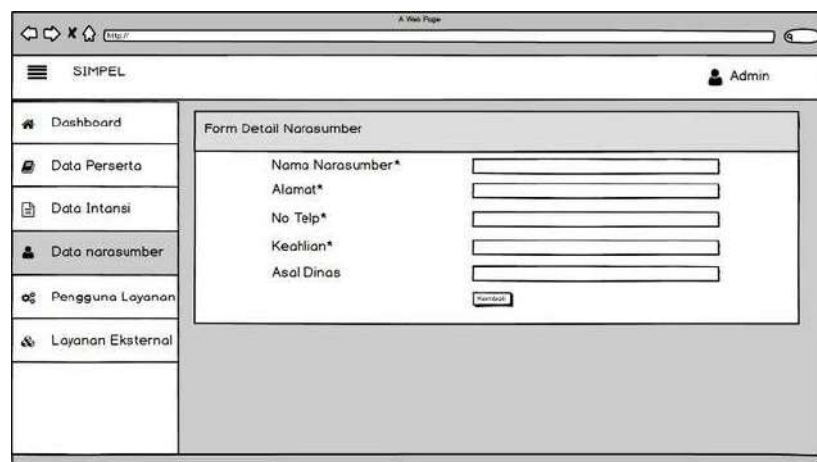 A Web Page
http://
SIMPEL
Admin
Dashboard
Data Perserta
Data Intansi
Data narasumber
Pengguna Layanan
Layanan Eksternal
Form Detail Narasumber
Nama Narasumber*
Alamat*
No Telp*
Keahlian*
Asal Dinas
Kembali